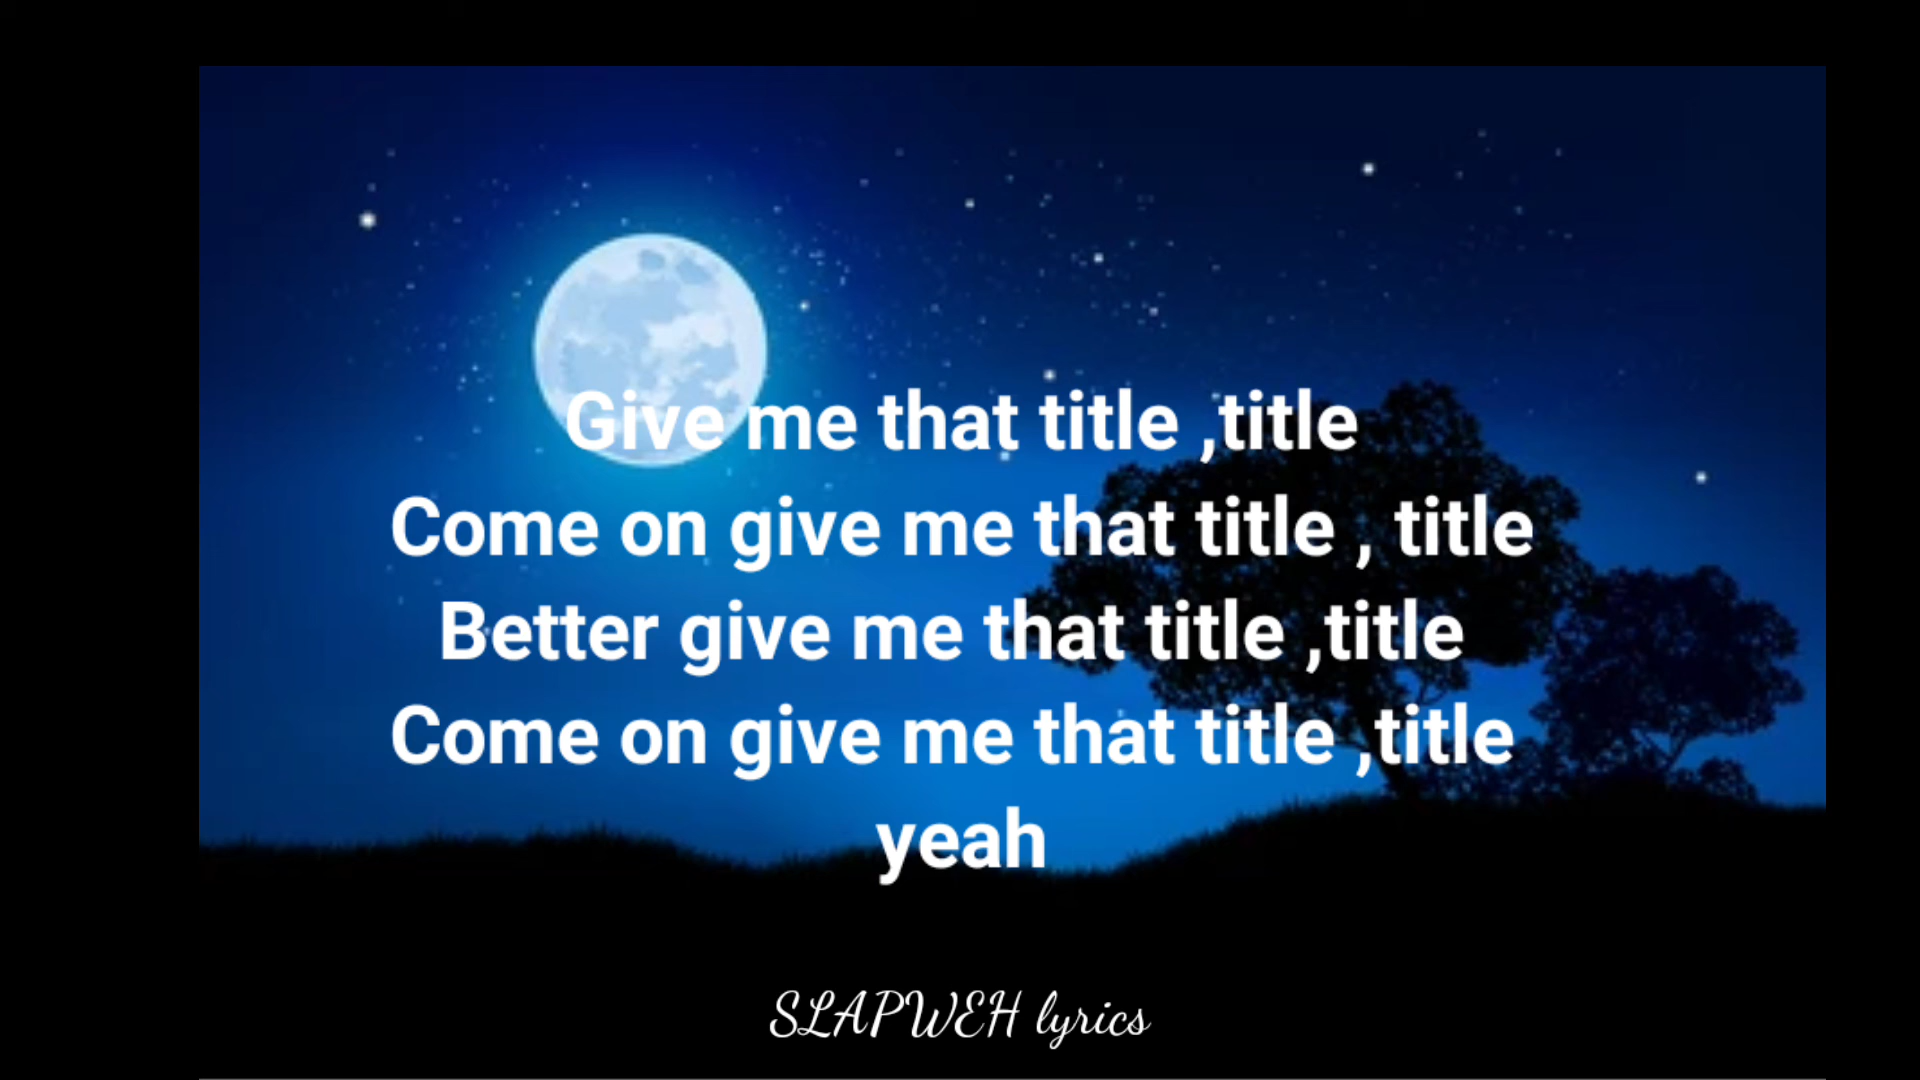 Give me that title ,title
Come on give me that title , title
Better give me that title ,title
Come on give me that title ,title
yeah
SLAPWEH lyrics